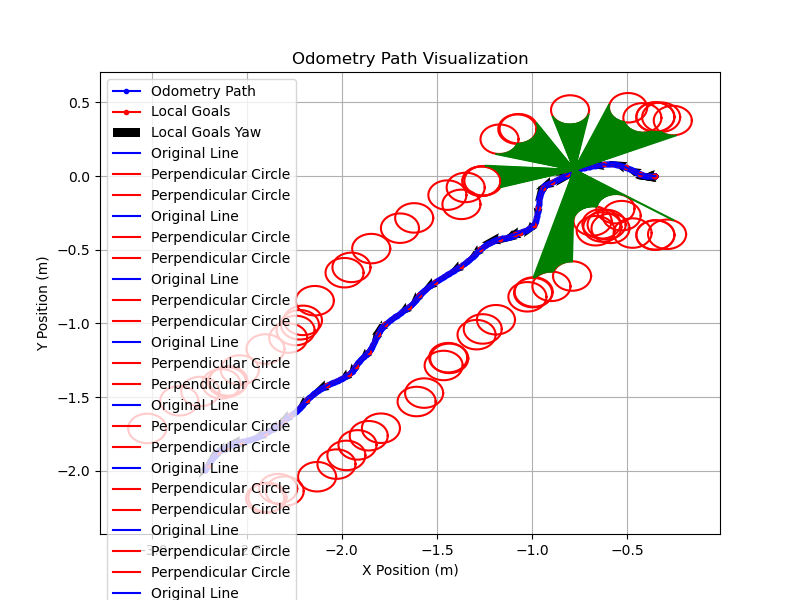 Odometry Path Visualization
Y Position (m)
0.5
0.0
−0.5
−1.0
−1.5
−2.0
Odometry Path
Local Goals
Local Goals Yaw
Original Line
Perpendicular Circle
Perpendicular Circle
Original Line
Perpendicular Circle
Perpendicular Circle
Original Line
Perpendicular Circle
Perpendicular Circle
Original Line
Perpendicular Circle
Perpendicular Circle
Original Line
Perpendicular Circle
Perpendicular Circle
Original Line
Perpendicular Circle
Perpendicular Circle
Original Line
Perpendicular Circle
Perpendicular Circle
Original Line
−2.0 −1.5 −1.0 −0.5
X Position (m)